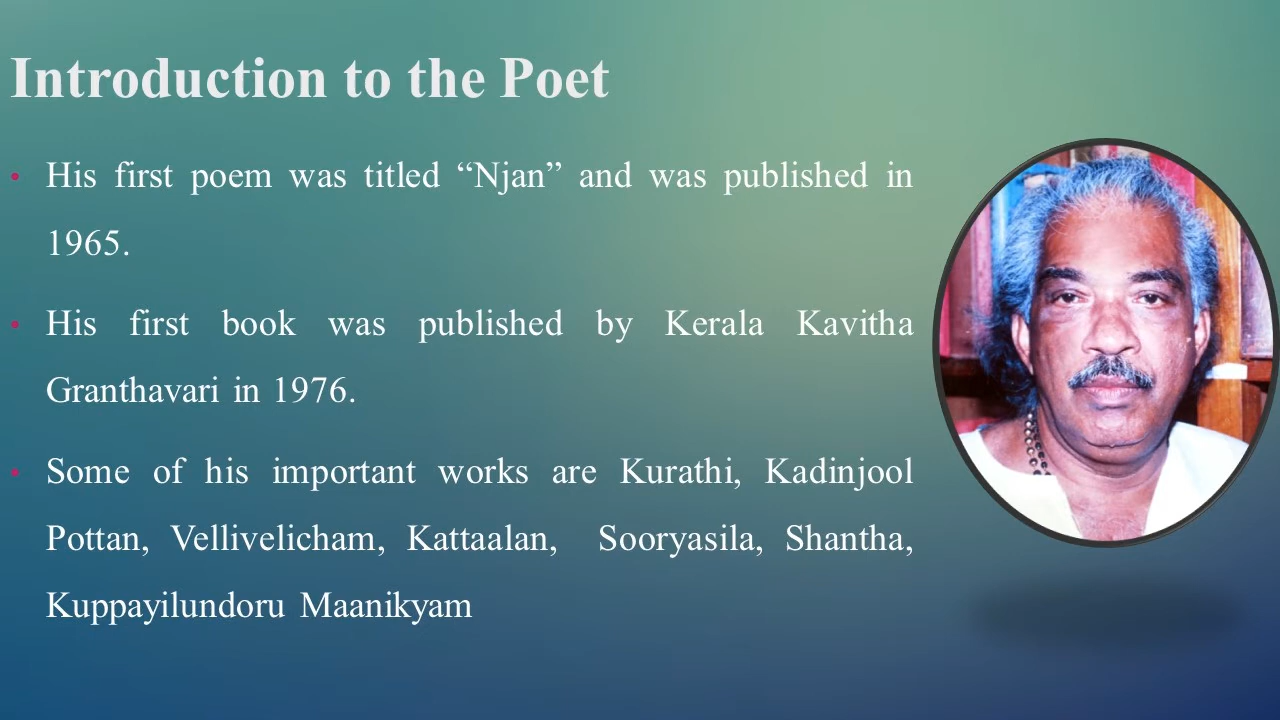 Introduction to the Poet
• His first poem was titled “Njan” and was published in
1965.
• His first book was published by Kerala Kavitha
Granthavari in 1976.
• Some of his important works are Kurathi, Kadinjool
Pottan, Vellivelicham, Kattaalan, Sooryasila, Shantha,
Kuppayilundoru Maanikyam